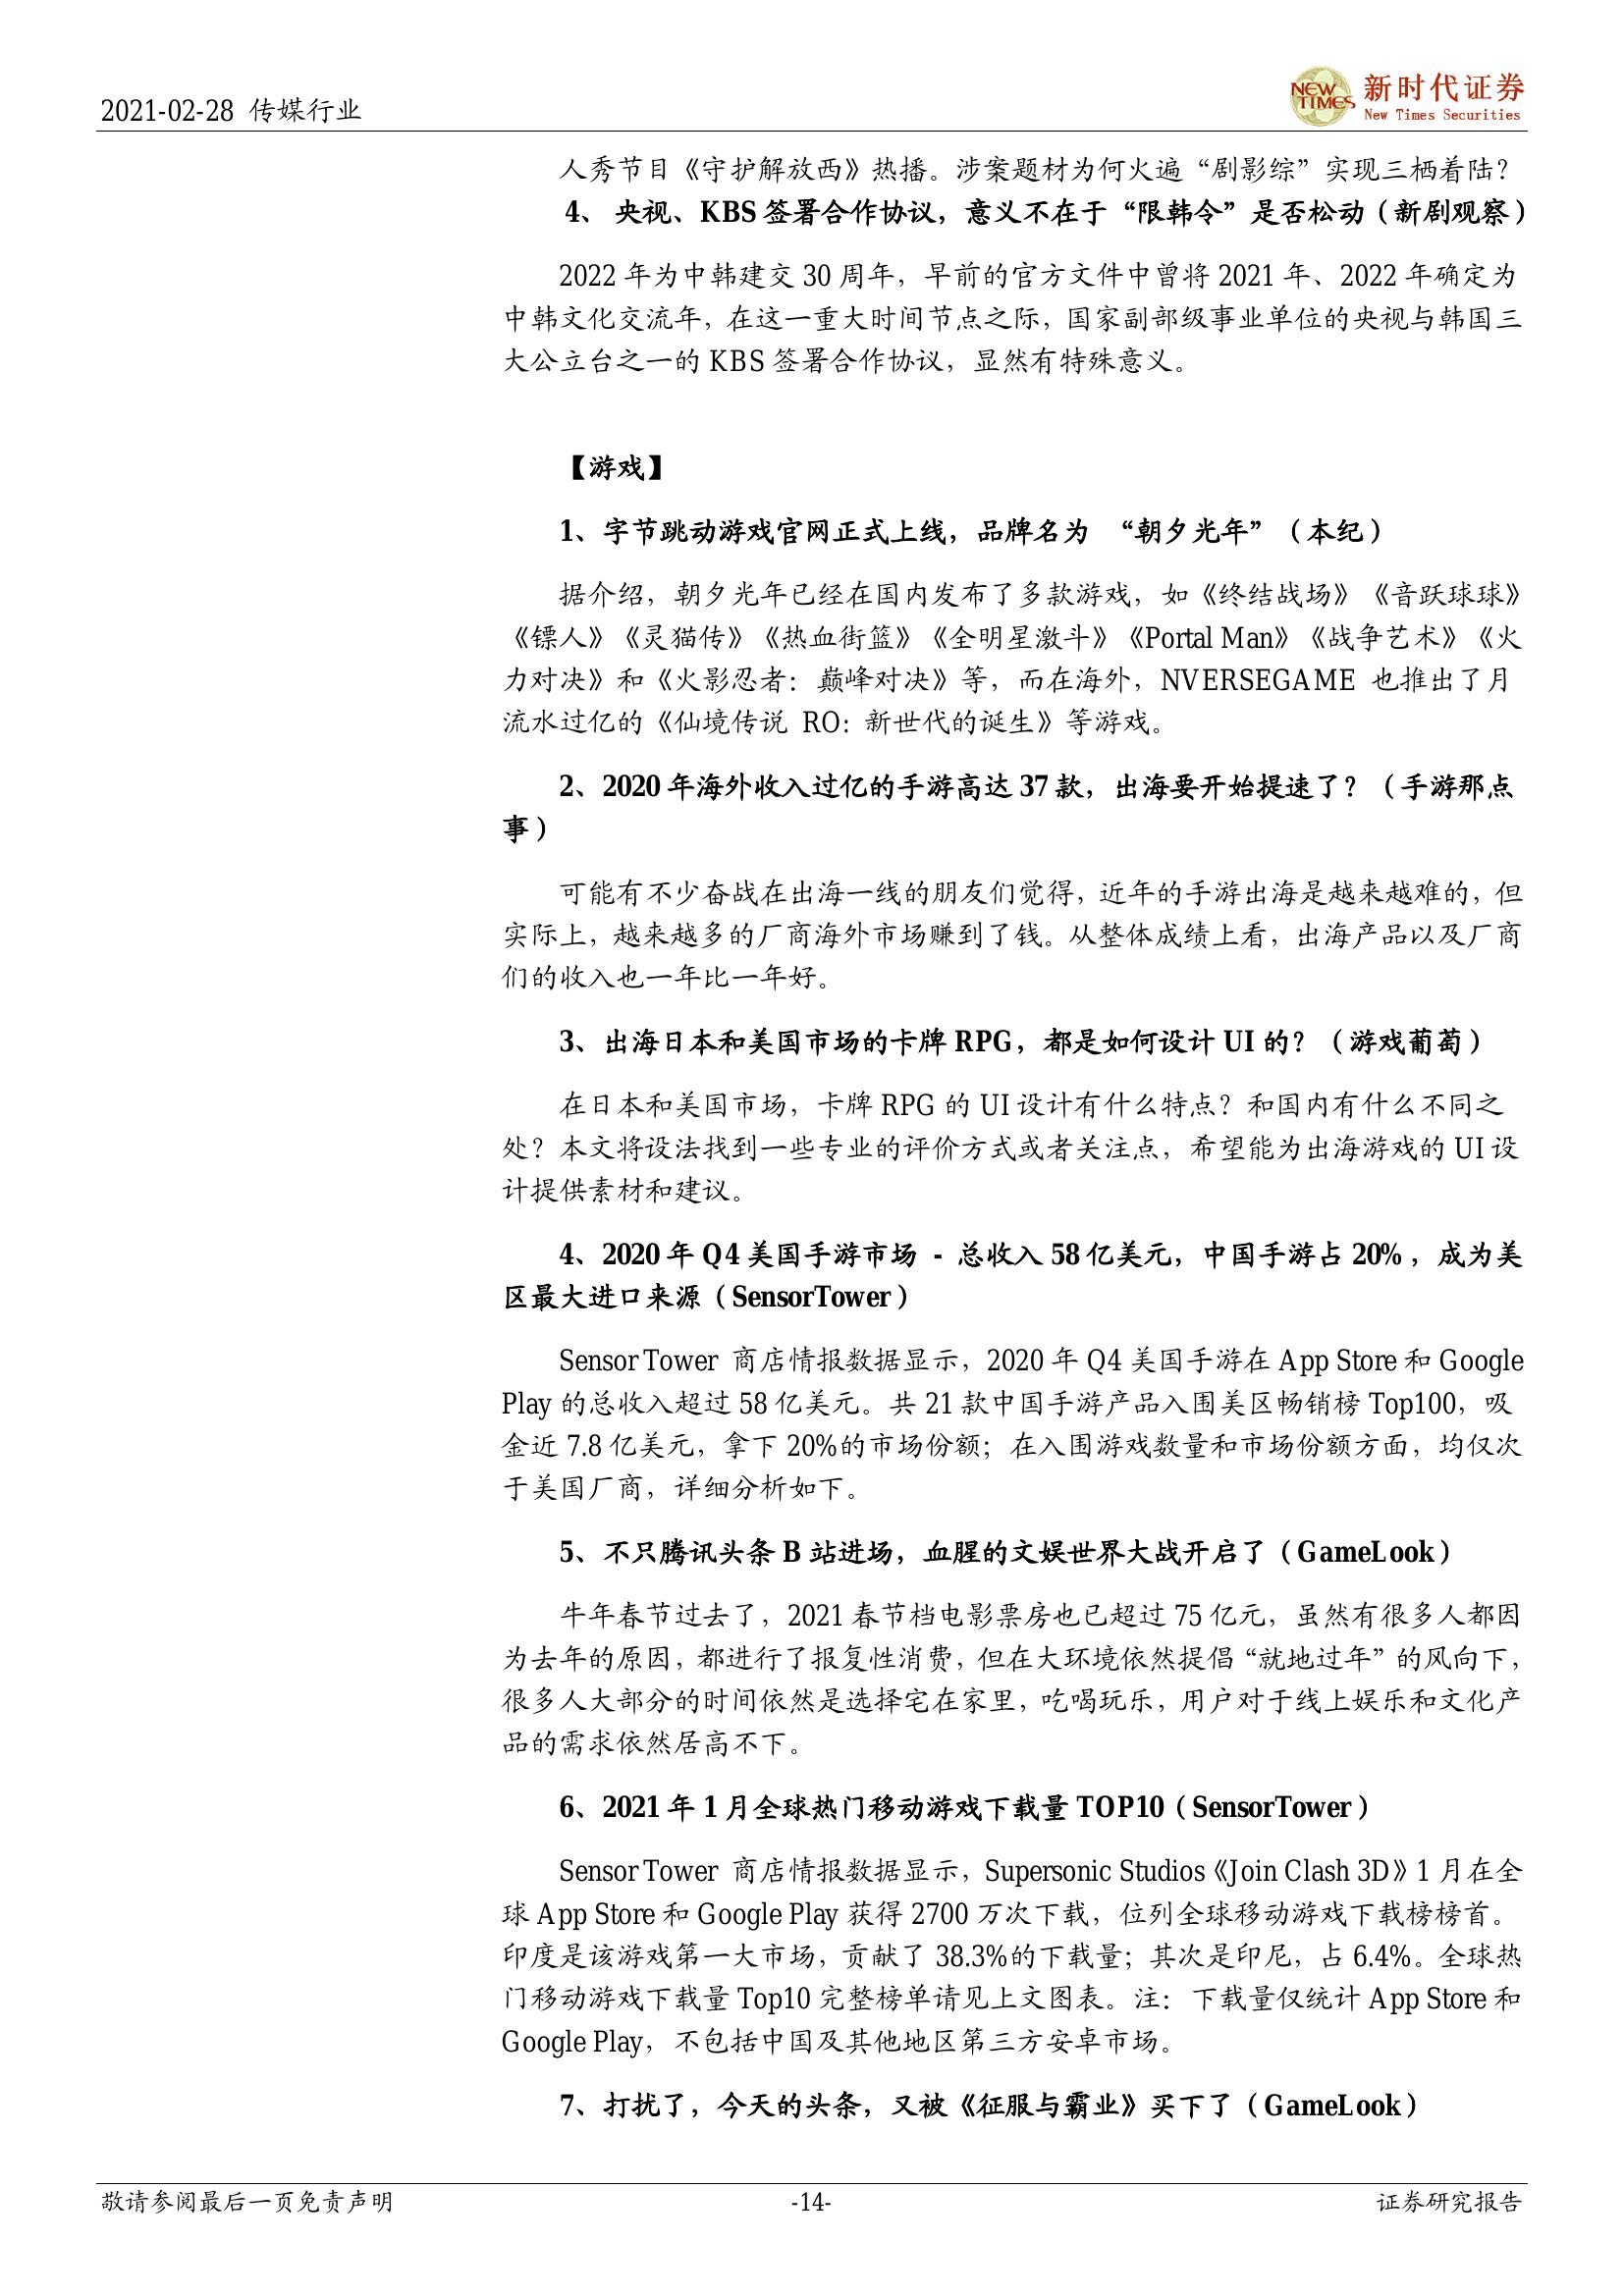 2021-02-28 传媒行业
NEW TIMES 新时代证券
New Times Securities
人秀节目《守护解放西》热播。涉案题材为何火遍“剧影综”实现三栖着陆？
4、 央视、KBS 签署合作协议，意义不在于“限韩令”是否松动（新剧观察）
2022 年为中韩建交 30 周年，早前的官方文件中曾将 2021 年、2022 年确定为
中韩文化交流年，在这一重大时间节点之际，国家副部级事业单位的央视与韩国三
大公立台之一的 KBS 签署合作协议，显然有特殊意义。
【游戏】
1、字节跳动游戏官网正式上线，品牌名为 “朝夕光年”（本纪）
据介绍，朝夕光年已经在国内发布了多款游戏，如《终结战场》《音跃球球》
《镖人》《灵猫传》《热血街篮》《全明星激斗》《Portal Man》《战争艺术》《火
力对决》和《火影忍者：巅峰对决》等，而在海外，NVERSEGAME 也推出了月
流水过亿的《仙境传说 RO：新世代的诞生》等游戏。
2、2020 年海外收入过亿的手游高达 37 款，出海要开始提速了？（手游那点
事）
可能有不少奋战在出海一线的朋友们觉得，近年的手游出海是越来越难的，但
实际上，越来越多的厂商海外市场赚到了钱。从整体成绩上看，出海产品以及厂商
们的收入也一年比一年好。
3、出海日本和美国市场的卡牌 RPG，都是如何设计 UI 的？（游戏葡萄）
在日本和美国市场，卡牌 RPG 的 UI 设计有什么特点？和国内有什么不同之
处？本文将设法找到一些专业的评价方式或者关注点，希望能为出海游戏的 UI 设
计提供素材和建议。
4、2020 年 Q4 美国手游市场 - 总收入 58 亿美元，中国手游占 20%，成为美
区最大进口来源（SensorTower）
Sensor Tower 商店情报数据显示，2020 年 Q4 美国手游在 App Store 和 Google
Play 的总收入超过 58 亿美元。共 21 款中国手游产品入围美区畅销榜 Top100，吸
金近 7.8 亿美元，拿下 20%的市场份额；在入围游戏数量和市场份额方面，均仅次
于美国厂商，详细分析如下。
5、不只腾讯头条 B 站进场，血腥的文娱世界大战开启了（GameLook）
牛年春节过去了，2021 春节档电影票房也已超过 75 亿元，虽然有很多人都因
为去年的原因，都进行了报复性消费，但在大环境依然提倡“就地过年”的风向下，
很多人大部分的时间依然是选择宅在家里，吃喝玩乐，用户对于线上娱乐和文化产
品的需求依然居高不下。
6、2021 年 1 月全球热门移动游戏下载量 TOP10（SensorTower）
Sensor Tower 商店情报数据显示，Supersonic Studios《Join Clash 3D》1 月在全
球 App Store 和 Google Play 获得 2700 万次下载，位列全球移动游戏下载榜榜首。
印度是该游戏第一大市场，贡献了 38.3%的下载量；其次是印尼，占 6.4%。全球热
门移动游戏下载量 Top10 完整榜单请见上文图表。注：下载量仅统计 App Store 和
Google Play，不包括中国及其他地区第三方安卓市场。
7、打扰了，今天的头条，又被《征服与霸业》买下了（GameLook）
敬请参阅最后一页免责声明 -14- 证券研究报告